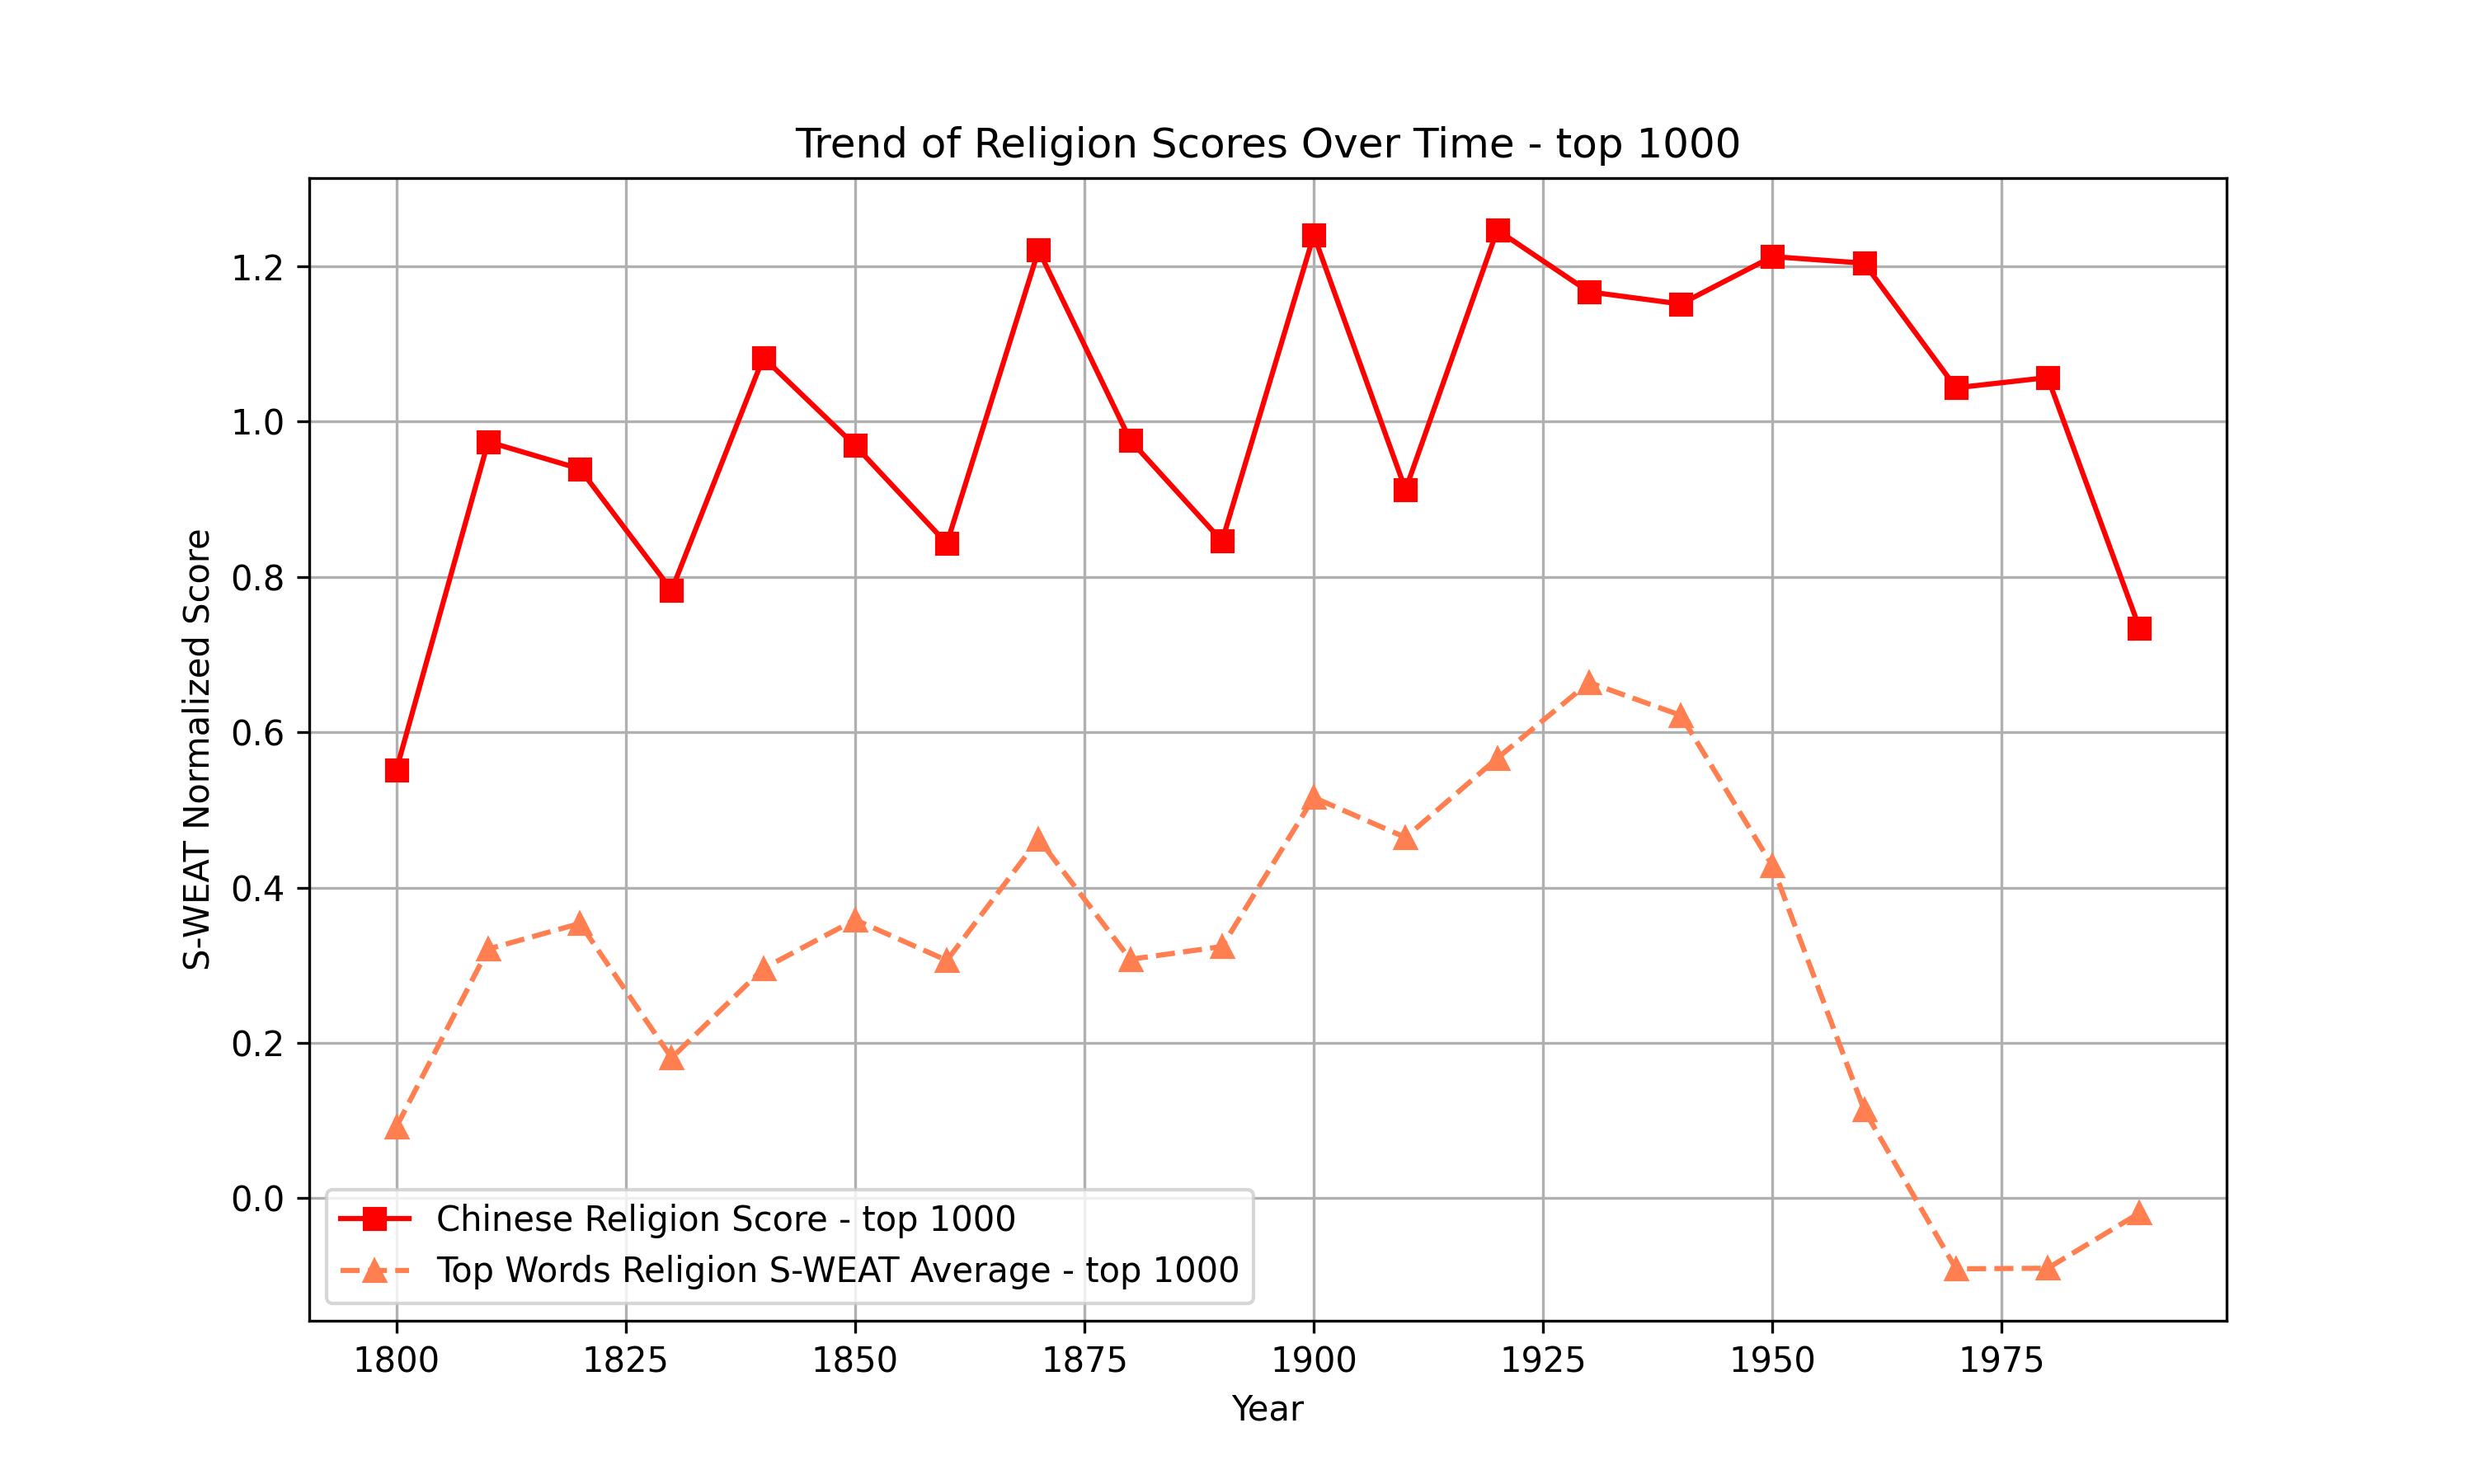 Trend of Religion Scores Over Time - top 1000
S-WEAT Normalized Score
1.2
1.0
0.8
0.6
0.4
0.2
0.0
Chinese Religion Score - top 1000
Top Words Religion S-WEAT Average - top 1000
1800 1825 1850 1875 1900 1925 1950 1975
Year